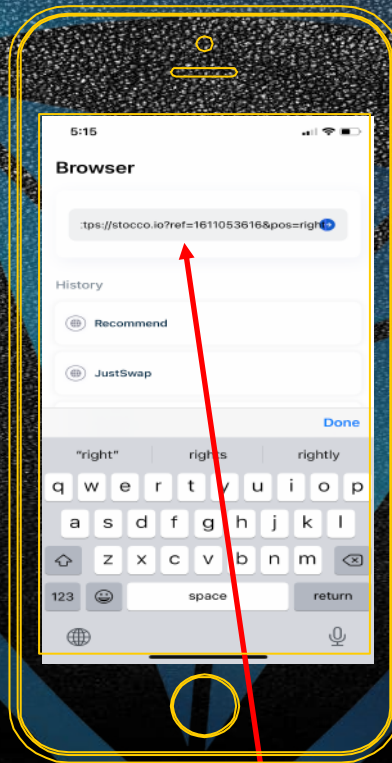 5:15
Browser
:tps://stocco.io?ref=1611053616&pos=righ
History
Recommend
JustSwap
Done
"right" rights rightly
q w e r t y u i o p
a s d f g h j k l
z x c v b n m
123 space return